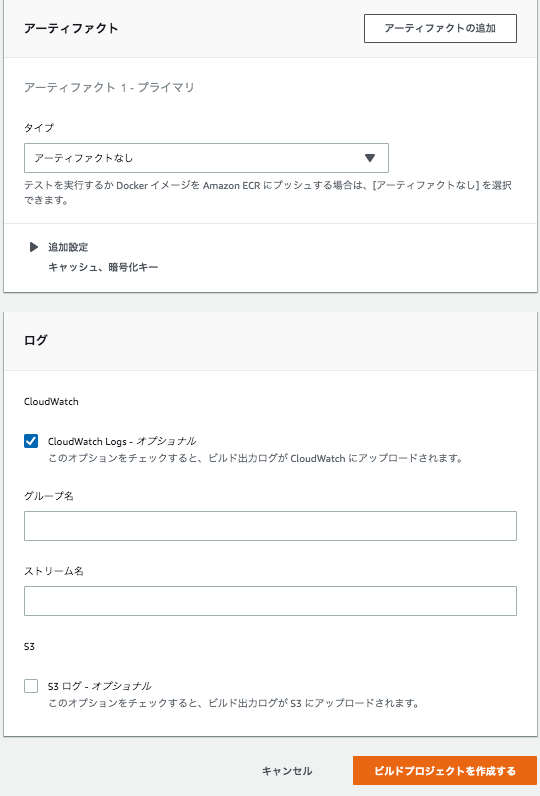 アーティファクト
アーティファクトの追加
アーティファクト 1 - プライマリ
タイプ
アーティファクトなし
テストを実行するか Docker イメージを Amazon ECR にプッシュする場合は、[アーティファクトなし] を選択
できます。
追加設定
キャッシュ、暗号化キー
ログ
CloudWatch
CloudWatch Logs - オプショナル
このオプションをチェックすると、ビルド出力ログが CloudWatch にアップロードされます。
グループ名
ストリーム名
S3
S3 ログ - オプショナル
このオプションをチェックすると、ビルド出力ログが S3 にアップロードされます。
キャンセル
ビルドプロジェクトを作成する